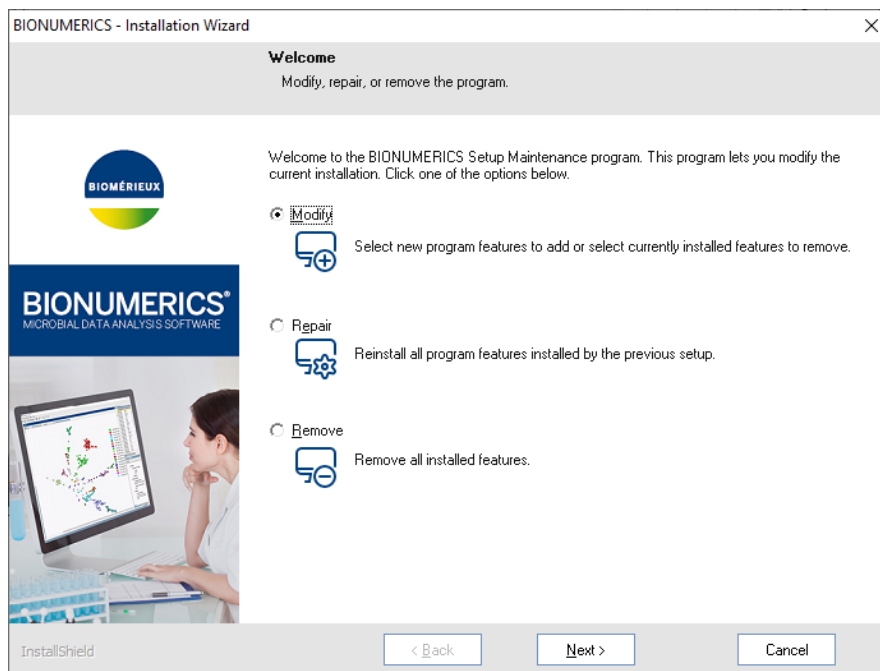 BIONUMERICS - Installation Wizard
Welcome
Modify, repair, or remove the program.
BIOMÉRIEUX
BIONUMERICS®
MICROBIAL DATA ANALYSIS SOFTWARE
Welcome to the BIONUMERICS Setup Maintenance program. This program lets you modify the
current installation. Click one of the options below.
Modify
Select new program features to add or select currently installed features to remove.
Repair
Reinstall all program features installed by the previous setup.
Remove
Remove all installed features.
InstallShield
< Back
Next >
Cancel